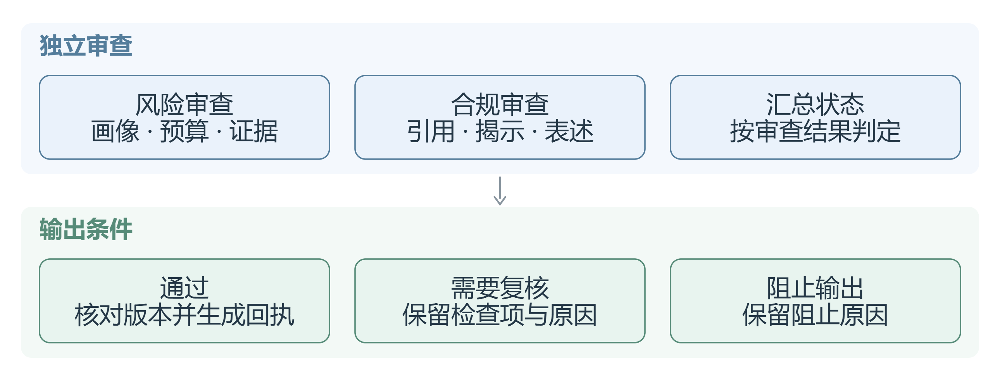 独立审查
风险审查
画像 · 预算 · 证据
合规审查
引用 · 揭示 · 表述
汇总状态
按审查结果判定
输出条件
通过
核对版本并生成回执
需要复核
保留检查项与原因
阻止输出
保留阻止原因